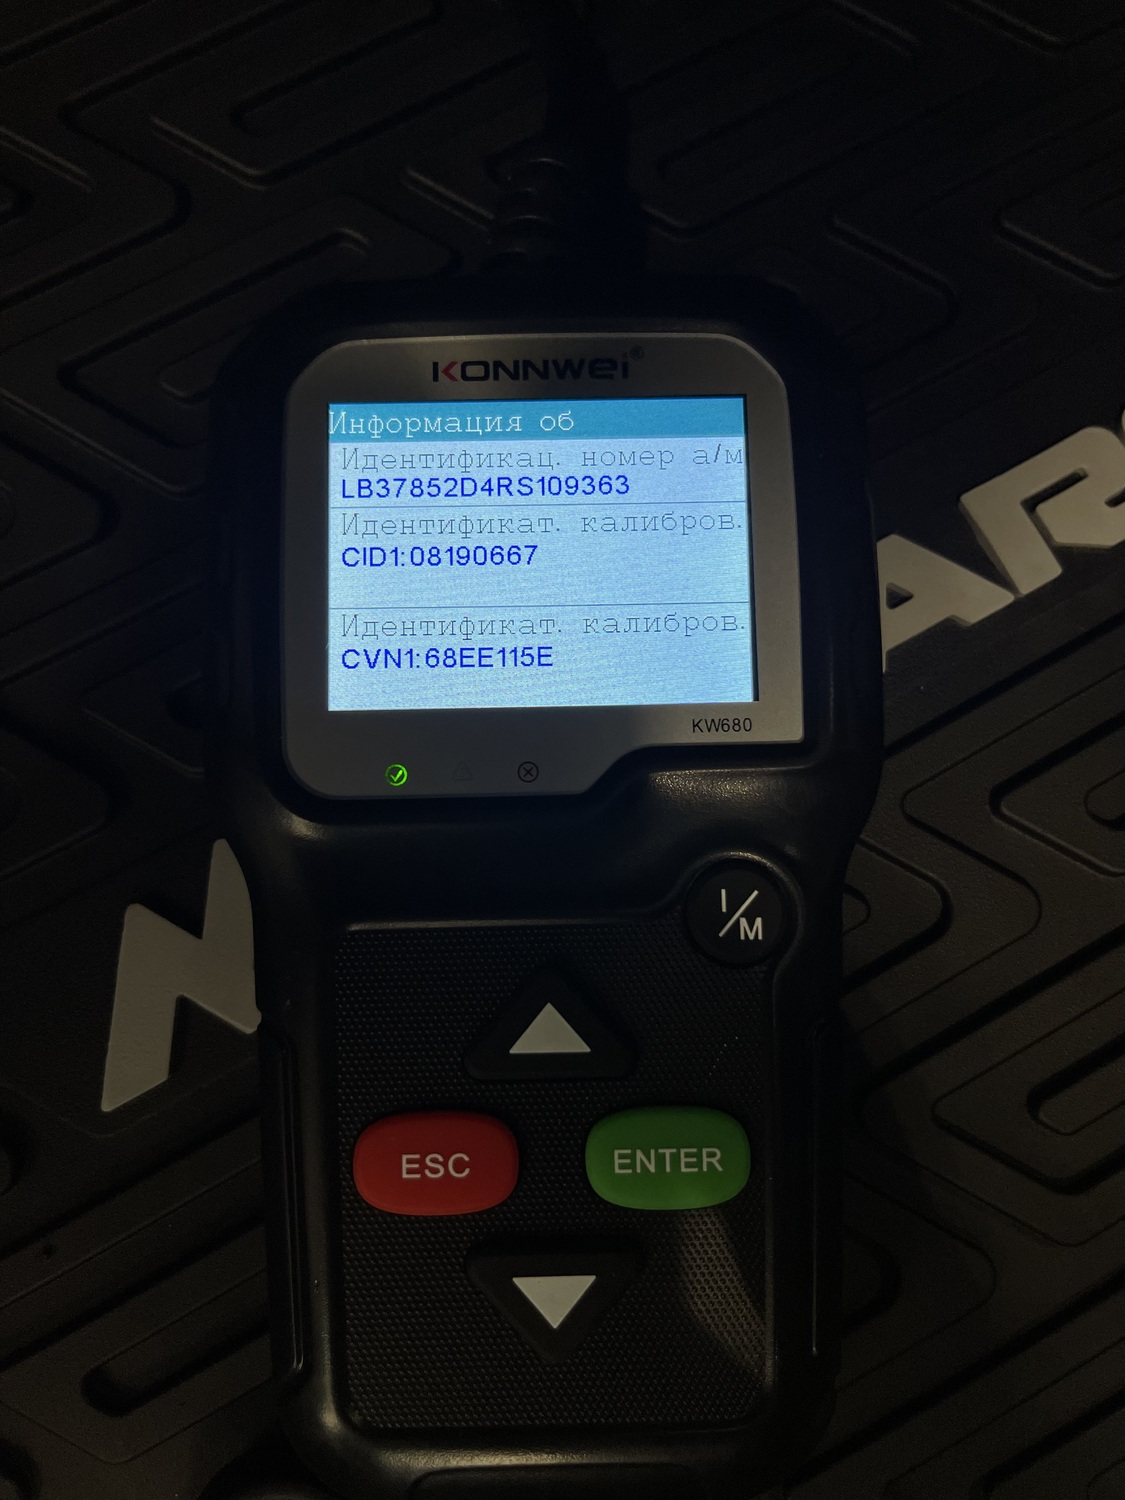 KONNWEI®
Информация об
Идентификац. номер а/м
LB37852D4RS109363
Идентификат. калибров.
CID1:08190667
Идентификат. калибров.
CVN1:68EE115E
KW680
I/M
ESC
ENTER